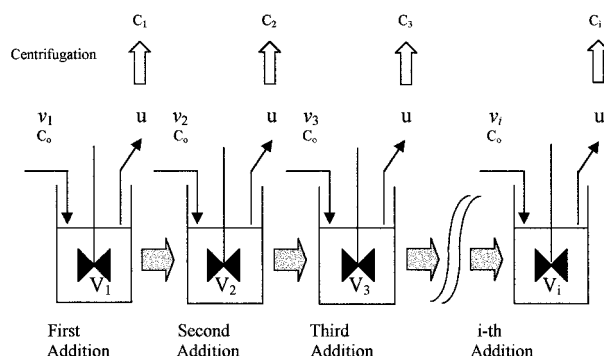 C₁ C₂ C₃ Cᵢ
Centrifugation
v₁ u v₂ u v₃ u vᵢ u
Cₒ Cₒ Cₒ Cₒ
V₁ V₂ V₃ Vᵢ
First Second Third i-th
Addition Addition Addition Addition